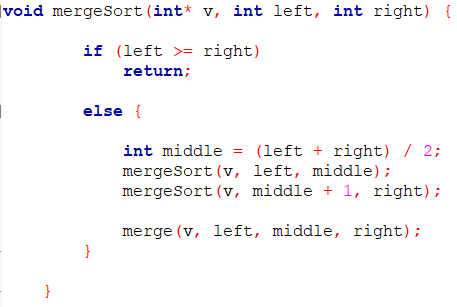 void mergeSort(int* v, int left, int right) {
if (left >= right)
return;
else {
int middle = (left + right) / 2;
mergeSort(v, left, middle);
mergeSort(v, middle + 1, right);
merge(v, left, middle, right);
}
}